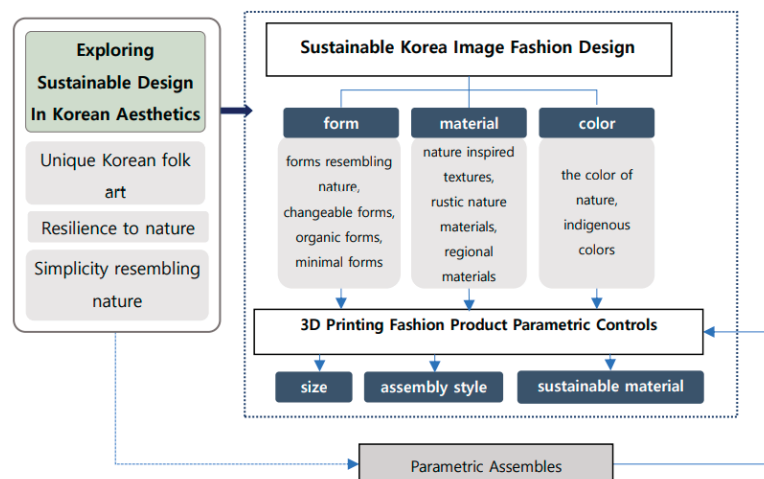 Exploring
Sustainable Design
In Korean Aesthetics
Unique Korean folk
art
Resilience to nature
Simplicity resembling
nature
Sustainable Korea Image Fashion Design
form
forms resembling
nature,
changeable forms,
organic forms,
minimal forms
material
nature inspired
textures,
rustic nature
materials,
regional
materials
color
the color of
nature,
indigenous
colors
3D Printing Fashion Product Parametric Controls
size
assembly style
sustainable material
Parametric Assembles